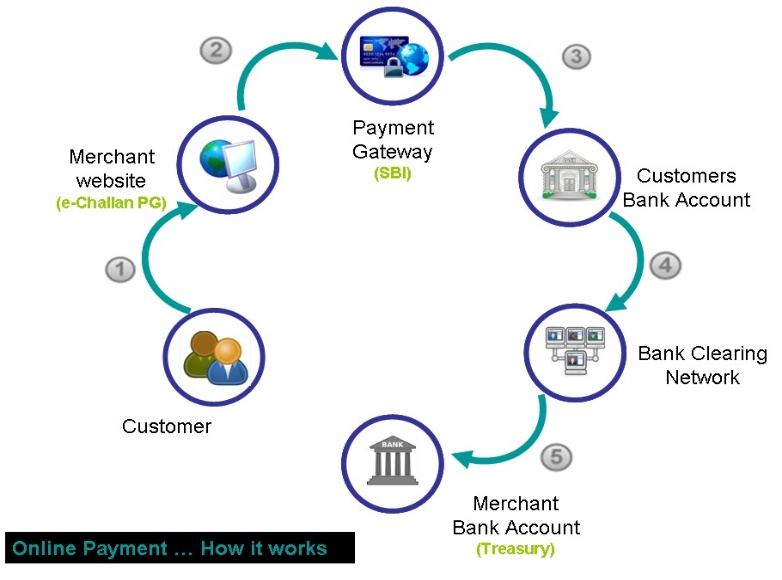 2
3
Payment
Gateway
(SBI)
Merchant
website
(e-Challan PG)
Customers
Bank Account
1
4
Bank Clearing
Network
Customer
BANK
5
Merchant
Bank Account
(Treasury)
Online Payment … How it works